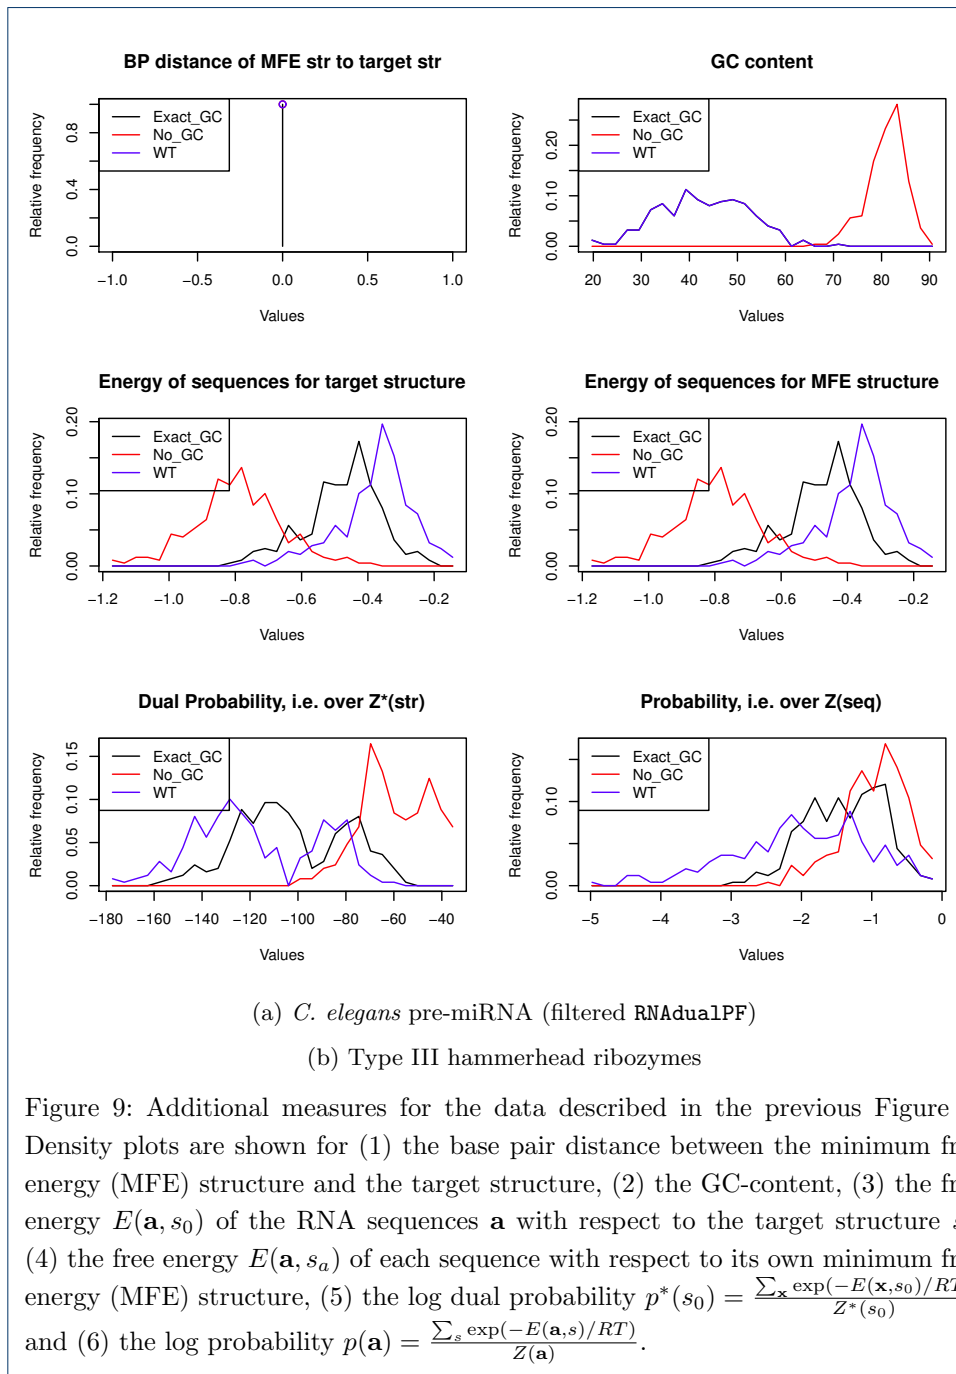 BP distance of MFE str to target str
Relative frequency
0.0 0.4 0.8
Exact_GC
No_GC
WT
−1.0 −0.5 0.0 0.5 1.0
Values
GC content
Relative frequency
0.00 0.10 0.20
Exact_GC
No_GC
WT
20 30 40 50 60 70 80 90
Values
Energy of sequences for target structure
Relative frequency
0.00 0.10 0.20
Exact_GC
No_GC
WT
−1.2 −1.0 −0.8 −0.6 −0.4 −0.2
Values
Energy of sequences for MFE structure
Relative frequency
0.00 0.10 0.20
Exact_GC
No_GC
WT
−1.2 −1.0 −0.8 −0.6 −0.4 −0.2
Values
Dual Probability, i.e. over Z*(str)
Relative frequency
0.00 0.05 0.10 0.15
Exact_GC
No_GC
WT
−180 −160 −140 −120 −100 −80 −60 −40
Values
Probability, i.e. over Z(seq)
Relative frequency
0.00 0.10
Exact_GC
No_GC
WT
−5 −4 −3 −2 −1 0
Values
(a) C. elegans pre-miRNA (filtered RNAdualPF)
(b) Type III hammerhead ribozymes
Figure 9: Additional measures for the data described in the previous Figure
Density plots are shown for (1) the base pair distance between the minimum fr
energy (MFE) structure and the target structure, (2) the GC-content, (3) the fr
energy E(a, s0) of the RNA sequences a with respect to the target structure s
(4) the free energy E(a, sa) of each sequence with respect to its own minimum fr
energy (MFE) structure, (5) the log dual probability p*(s0) = ∑x exp(−E(x,s0)/RT / Z*(s0)
and (6) the log probability p(a) = ∑s exp(−E(a,s)/RT) / Z(a).